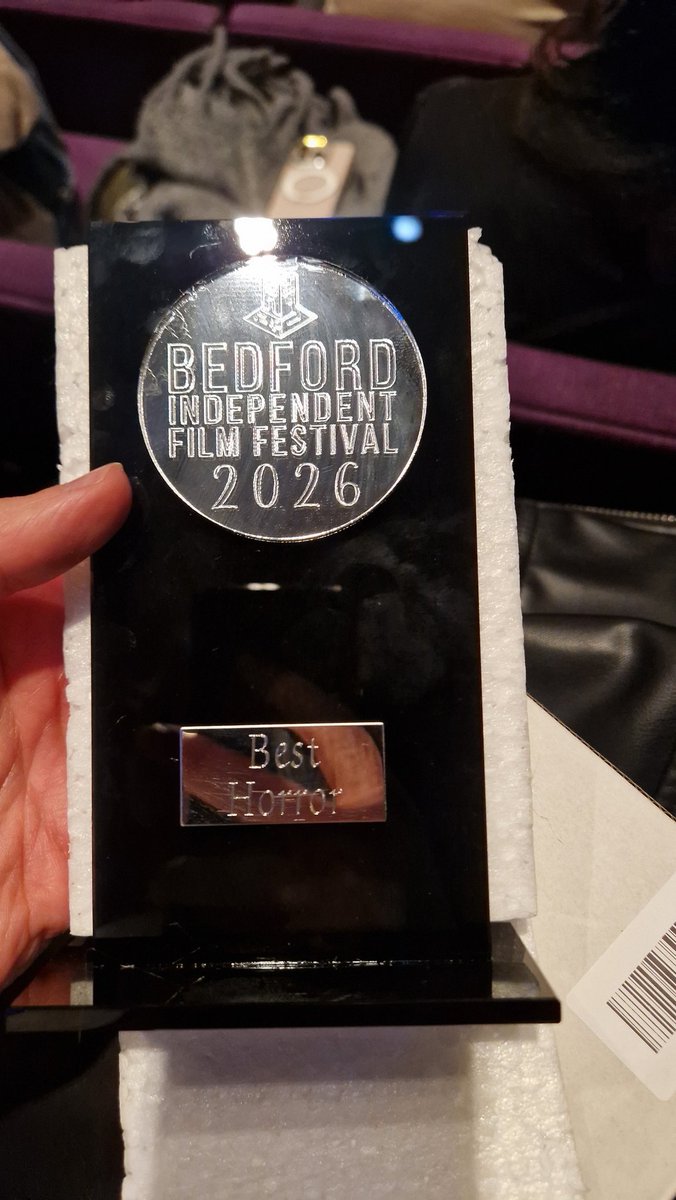 BEDFORD
INDEPENDENT
FILM FESTIVAL
2026
Best
Horror